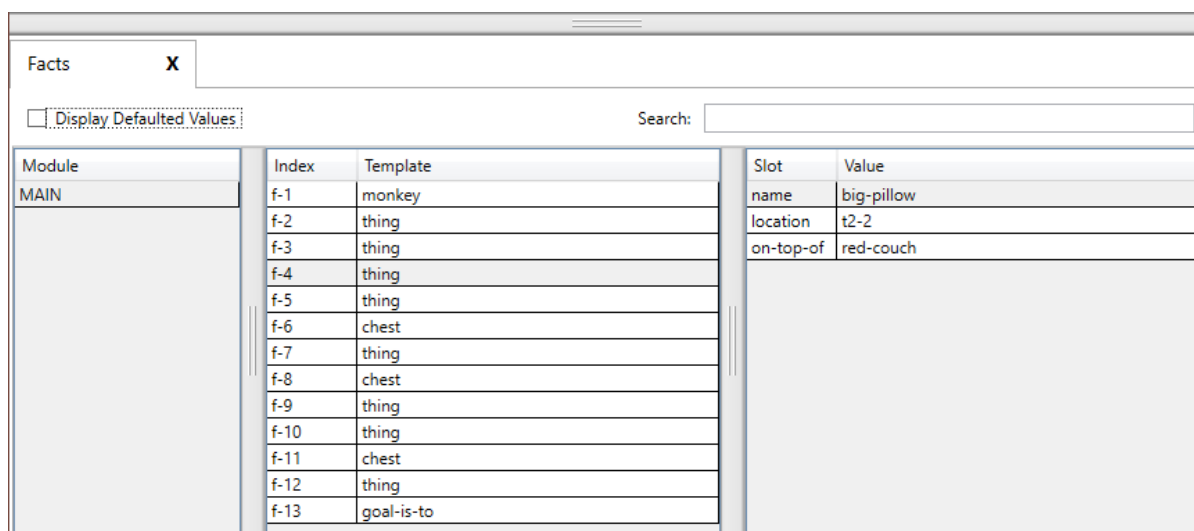 Facts X
Display Defaulted Values Search:
Module Index Template Slot Value
MAIN f-1 monkey name big-pillow
f-2 thing location t2-2
f-3 thing on-top-of red-couch
f-4 thing
f-5 thing
f-6 chest
f-7 thing
f-8 chest
f-9 thing
f-10 thing
f-11 chest
f-12 thing
f-13 goal-is-to